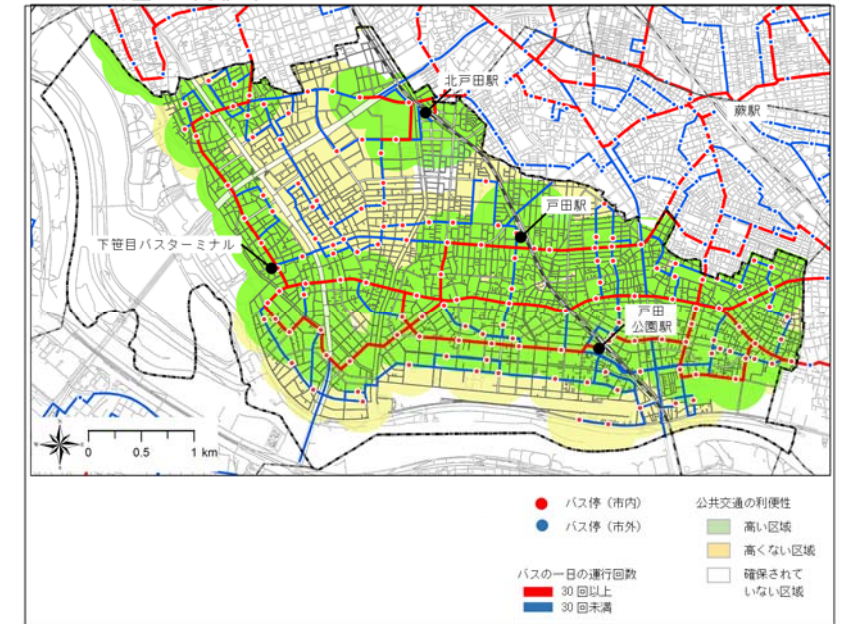 北戸田駅
蕨駅
戸田駅
下笹目バスターミナル
戸田
公園駅
0 0.5 1 km
バス停（市内）
バス停（市外）
バスの一日の運行回数
30回以上
30回未満
公共交通の利便性
高い区域
高くない区域
確保されて
いない区域